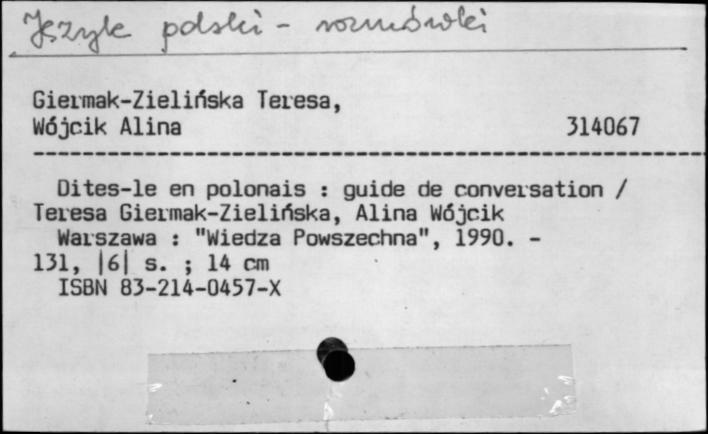 Język polski - rozmówki
Giermak-Zielińska Teresa,
Wójcik Alina 314067
Dites-le en polonais : guide de conversation /
Teresa Giermak-Zielińska, Alina Wójcik
Warszawa : "Wiedza Powszechna", 1990. -
131, |6| s. ; 14 cm
ISBN 83-214-0457-X